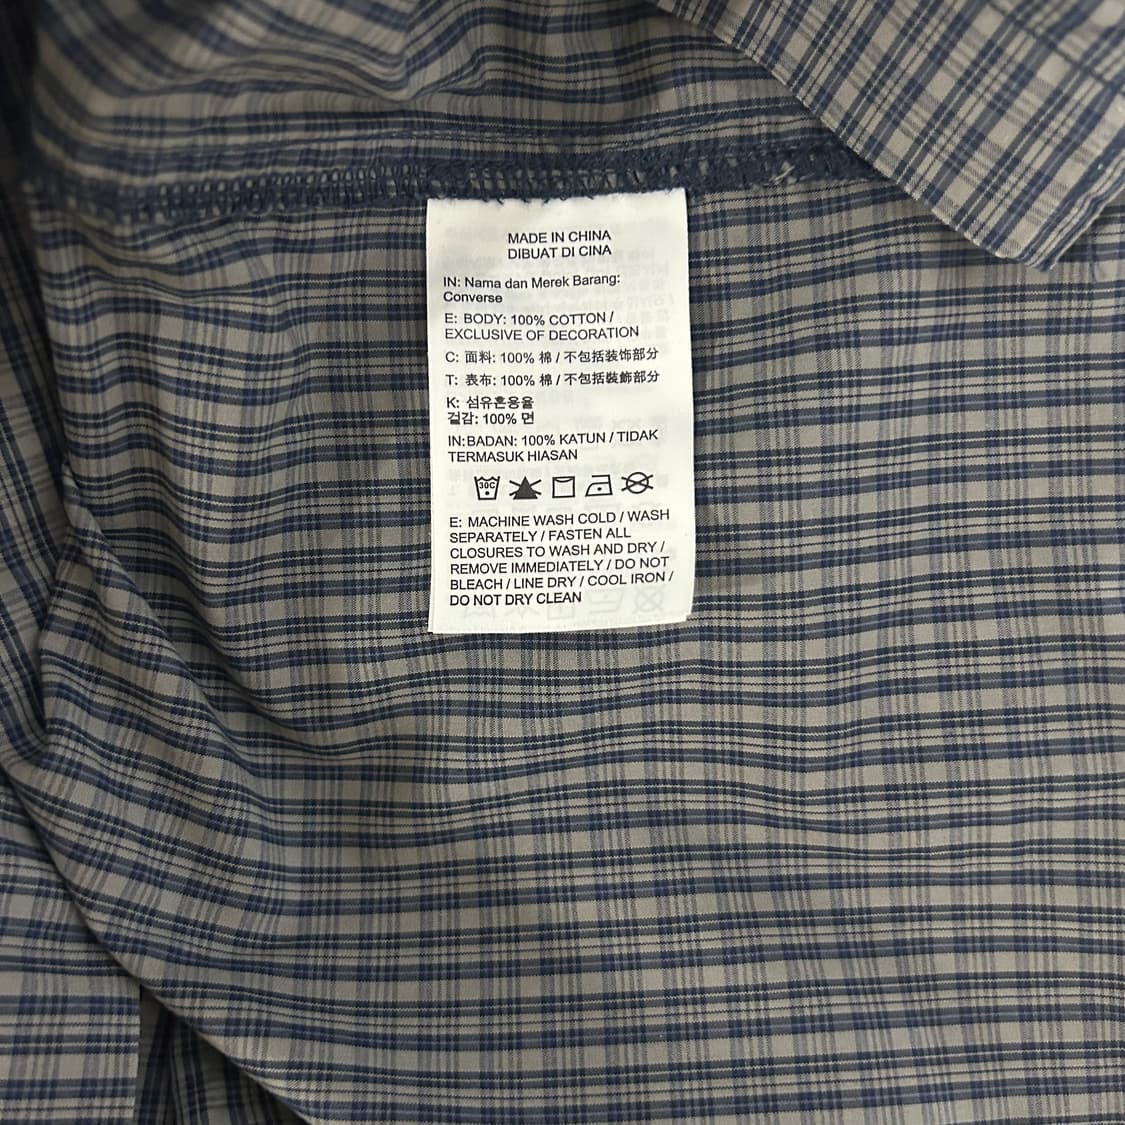 MADE IN CHINA
DIBUAT DI CINA
IN: Nama dan Merek Barang:
Converse
E: BODY: 100% COTTON /
EXCLUSIVE OF DECORATION
C: 面料: 100% 棉 / 不包括装饰部分
T: 表布: 100% 棉 / 不包括裝飾部分
K: 섬유혼용율
겉감: 100% 면
IN:BADAN: 100% KATUN / TIDAK
TERMASUK HIASAN
30C
E: MACHINE WASH COLD / WASH
SEPARATELY / FASTEN ALL
CLOSURES TO WASH AND DRY /
REMOVE IMMEDIATELY / DO NOT
BLEACH / LINE DRY / COOL IRON /
DO NOT DRY CLEAN